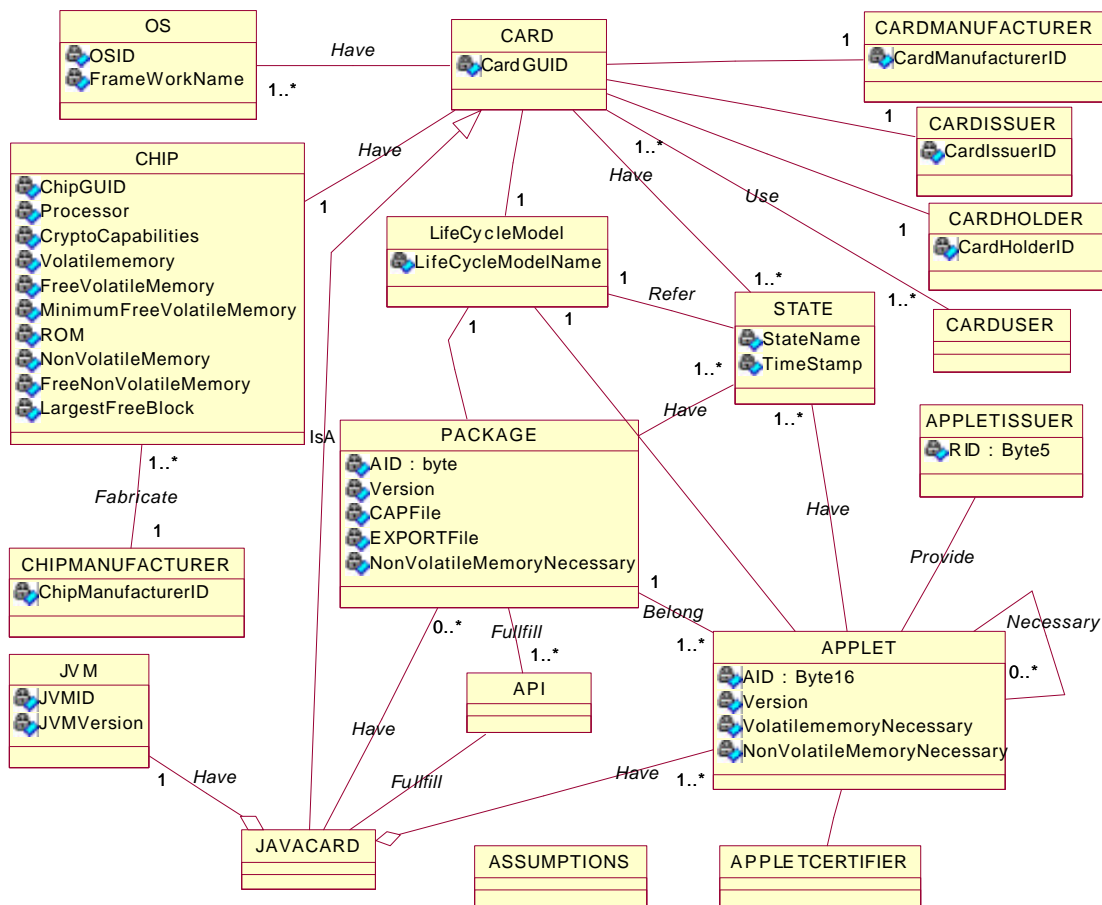 OS
OSID
FrameWorkName
Have
1..*
CARD
CardGUID
1
CARDMANUFACTURER
CardManufacturerID
1
CARDISSUER
CardIssuerID
1
CARDHOLDER
CardHolderID
CHIP
ChipGUID
Processor
CryptoCapabilities
Volatilememory
FreeVolatileMemory
MinimumFreeVolatileMemory
ROM
NonVolatileMemory
FreeNonVolatileMemory
LargestFreeBlock
Have
1
1..*
Have
Use
1..*
CARDUSER
1
LifeCycleModel
LifeCycleModelName
1
Refer
1..*
STATE
StateName
TimeStamp
1
1
1..*
Have
1..*
IsA
PACKAGE
AID : byte
Version
CAPFile
EXPORTFile
NonVolatileMemoryNecessary
APPLETISSUER
RID : Byte5
Have
Provide
1..*
Fabricate
1
CHIPMANUFACTURER
ChipManufacturerID
1
Belong
1..*
Necessary
0..*
0..*
Fullfill
1..*
API
APPLET
AID : Byte16
Version
VolatilememoryNecessary
NonVolatileMemoryNecessary
JVM
JVMID
JVMVersion
1
Have
Have
Fullfill
Have
1..*
JAVACARD
ASSUMPTIONS
APPLETCERTIFIER